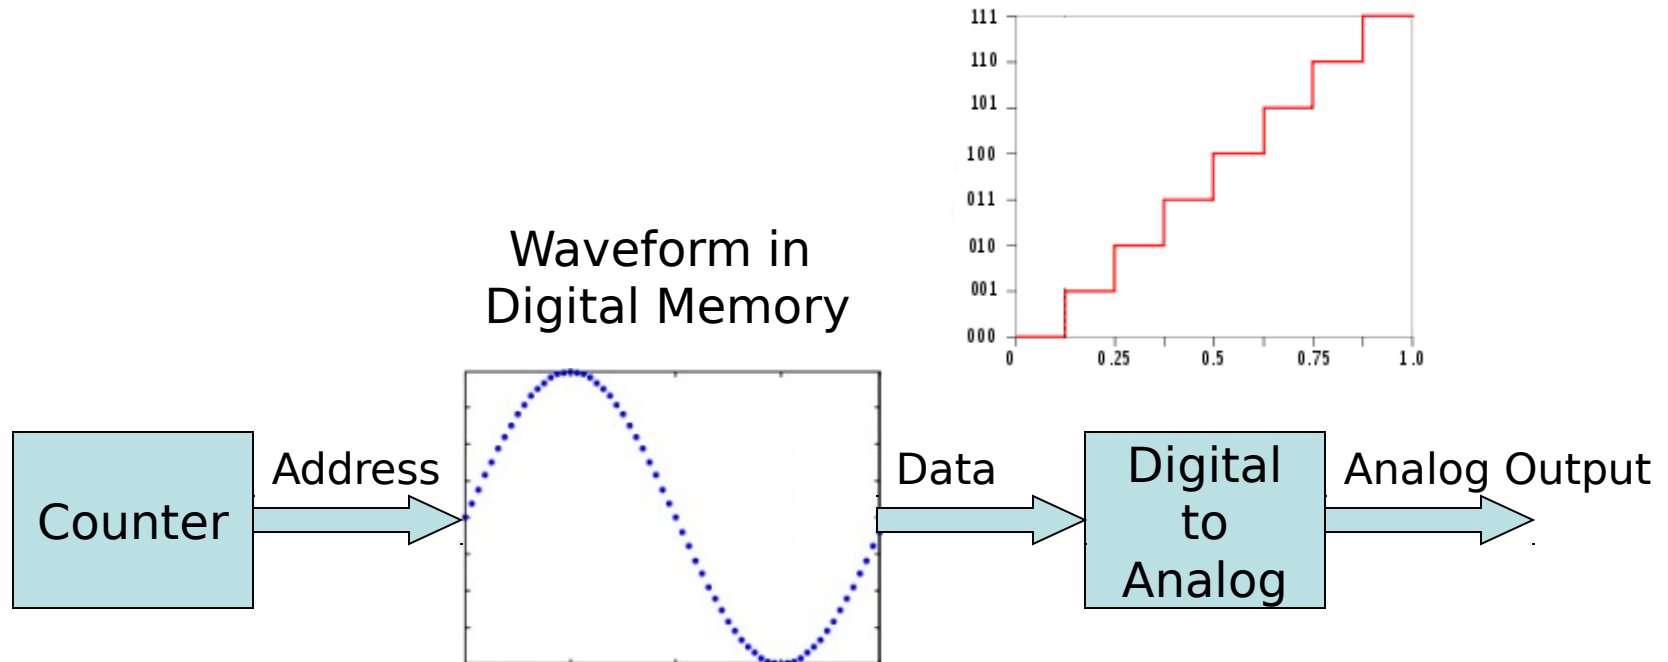 111
110
101
100
011
010
001
000
0
0.25
0.5
0.75
1.0
Waveform in
Digital Memory
Counter
Address
Data
Digital
to
Analog
Analog Output